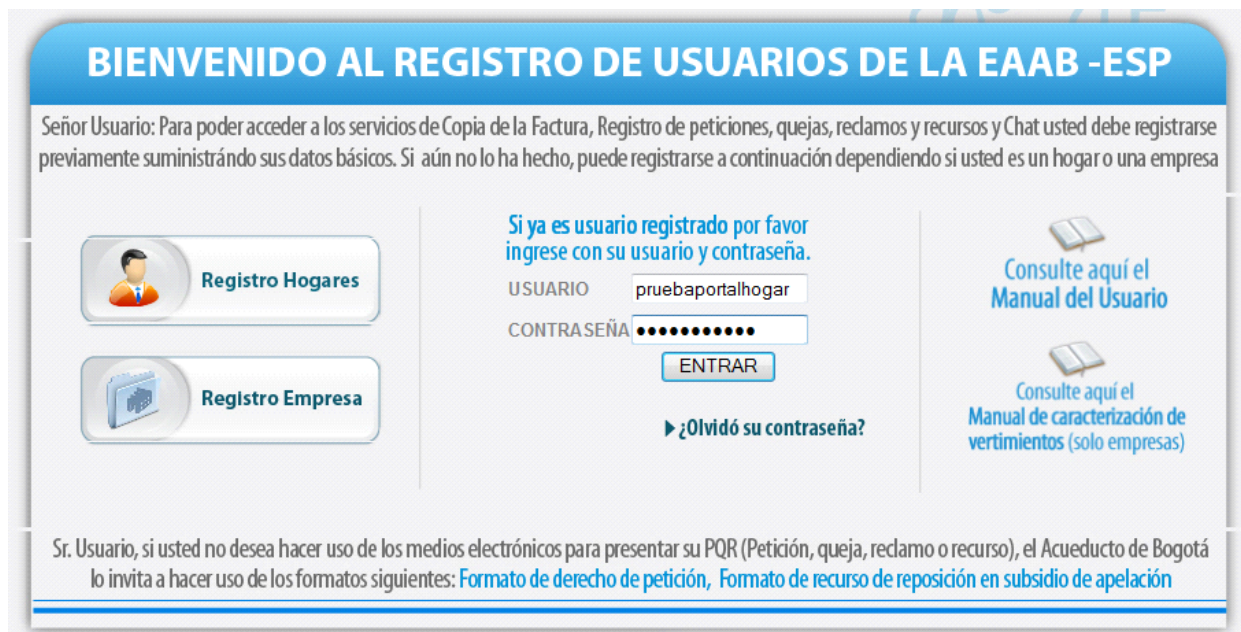 BIENVENIDO AL REGISTRO DE USUARIOS DE LA EAAB -ESP
Señor Usuario: Para poder acceder a los servicios de Copia de la Factura, Registro de peticiones, quejas, reclamos y recursos y Chat usted debe registrarse
previamente suministrándo sus datos básicos. Si aún no lo ha hecho, puede registrarse a continuación dependiendo si usted es un hogar o una empresa
Registro Hogares
Registro Empresa
Si ya es usuario registrado por favor
ingrese con su usuario y contraseña.
USUARIO pruebaportalhogar
CONTRASEÑA •••••••••••
ENTRAR
¿Olvidó su contraseña?
Consulte aquí el
Manual del Usuario
Consulte aquí el
Manual de caracterización de
vertimientos (solo empresas)
Sr. Usuario, si usted no desea hacer uso de los medios electrónicos para presentar su PQR (Petición, queja, reclamo o recurso), el Acueducto de Bogotá
lo invita a hacer uso de los formatos siguientes: Formato de derecho de petición, Formato de recurso de reposición en subsidio de apelación